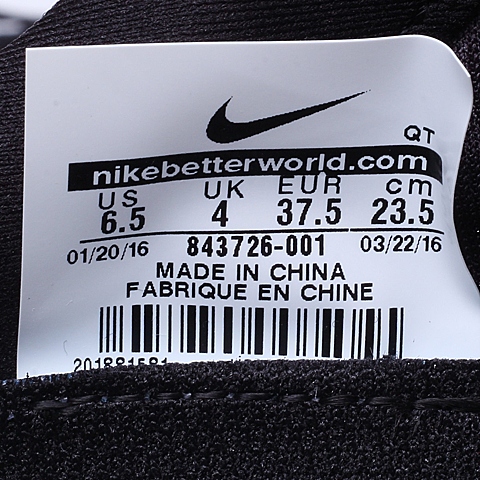 QT
nikebetterworld.com
US UK EUR cm
6.5 4 37.5 23.5
01/20/16 843726-001 03/22/16
MADE IN CHINA
FABRIQUE EN CHINE